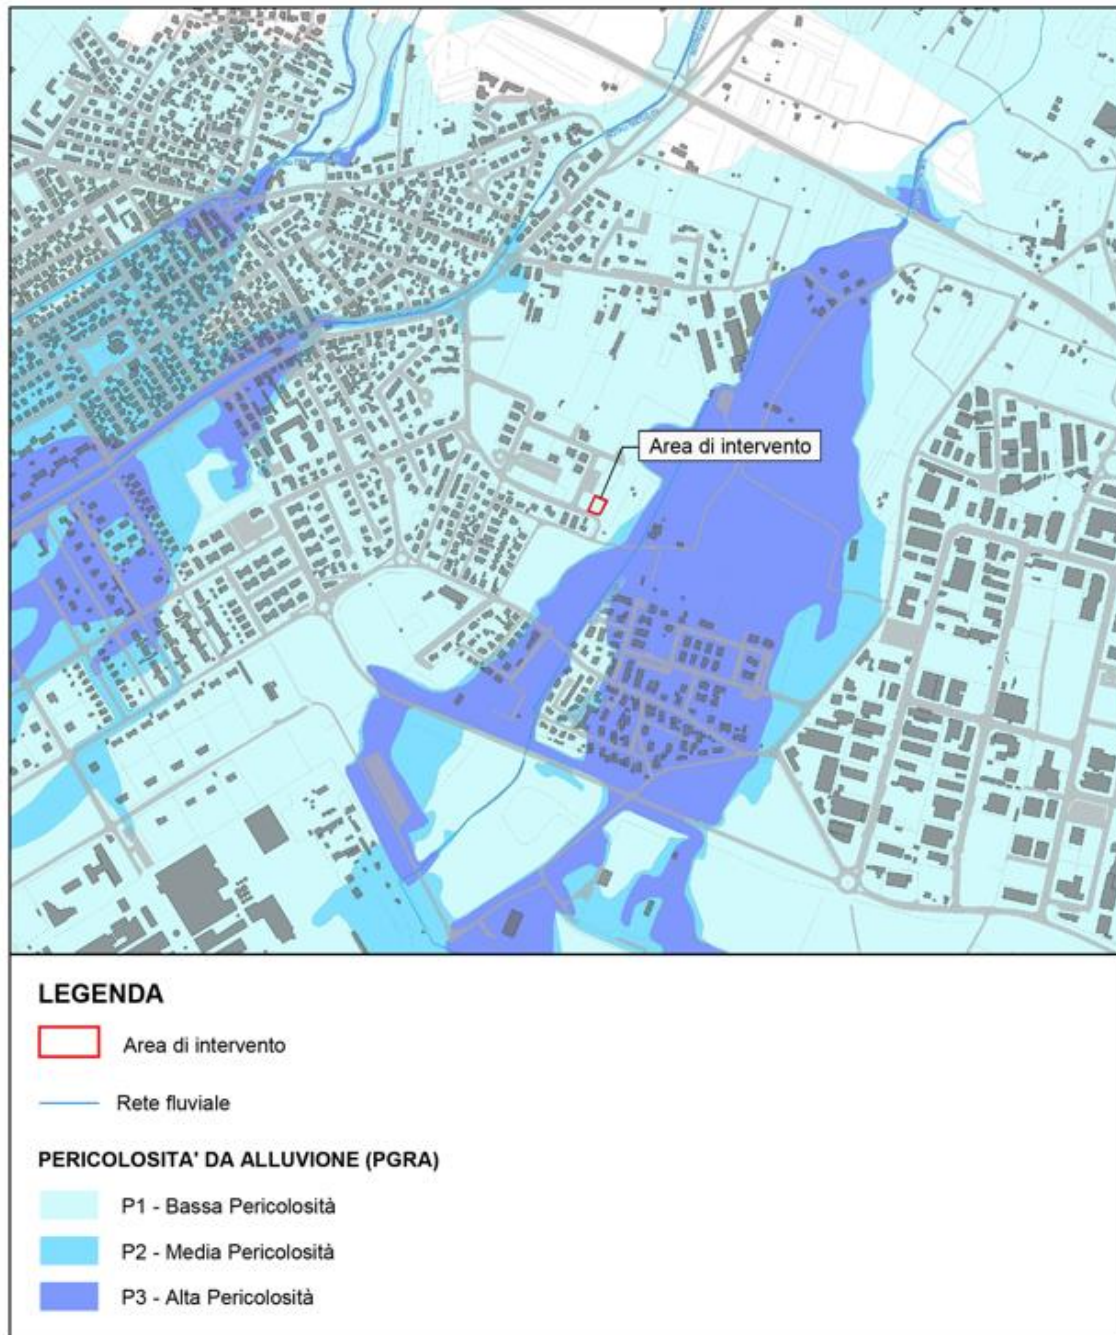 Area di intervento
LEGENDA
Area di intervento
Rete fluviale
PERICOLOSITA' DA ALLUVIONE (PGRA)
P1 - Bassa Pericolosità
P2 - Media Pericolosità
P3 - Alta Pericolosità